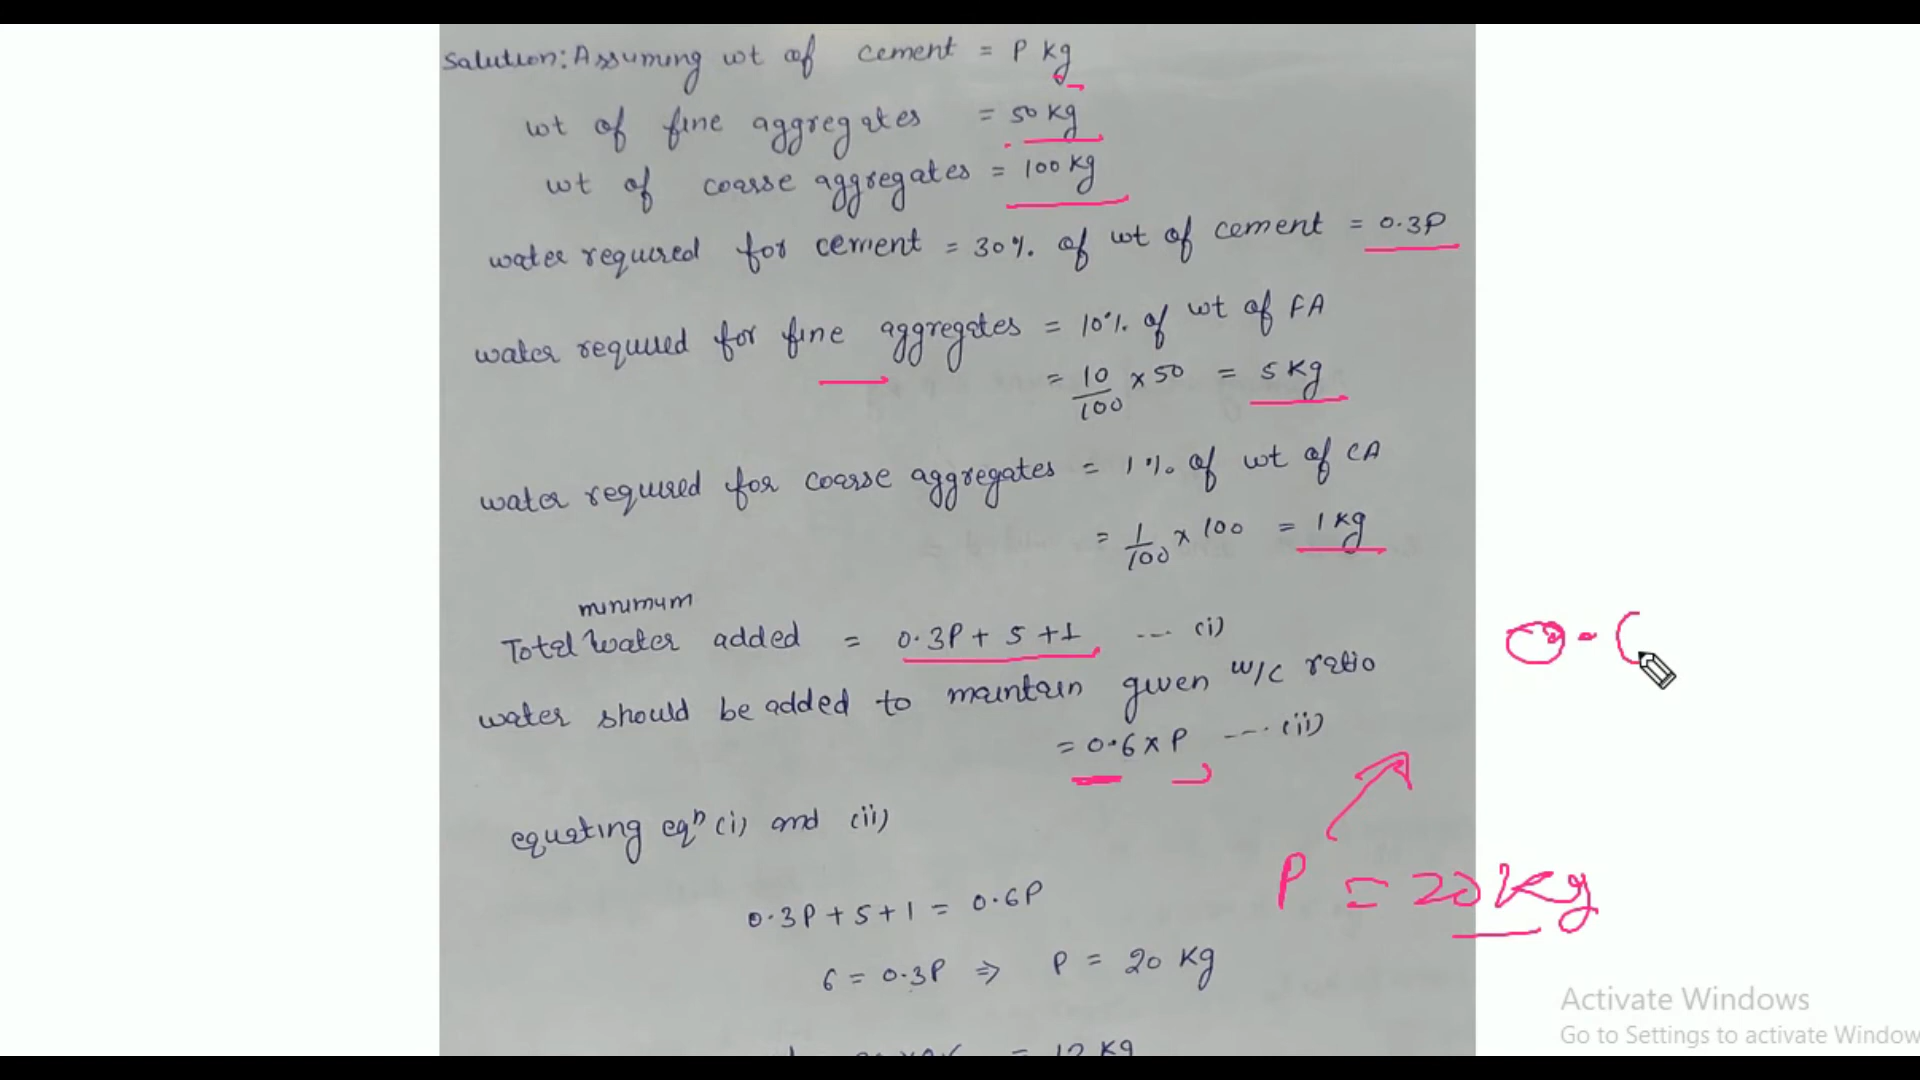 Solution: Assuming wt of cement = P Kg
wt of fine aggregates = 50 Kg
wt of coarse aggregates = 100 Kg
water required for cement = 30% of wt of cement = 0.3P
water required for fine aggregates = 10% of wt of FA
= 10/100 × 50 = 5 Kg
water required for coarse aggregates = 1% of wt of CA
= 1/100 × 100 = 1 Kg
minimum
Total water added = 0.3P + 5 + 1 ---- (i)
water should be added to maintain given w/c ratio
= 0.6 × P ---- (ii)
equating eqn (i) and (ii)
P = 20 Kg
0.3P + 5 + 1 = 0.6P
6 = 0.3P ⇒ P = 20 Kg
= 12 Kg
Activate Windows
Go to Settings to activate Window